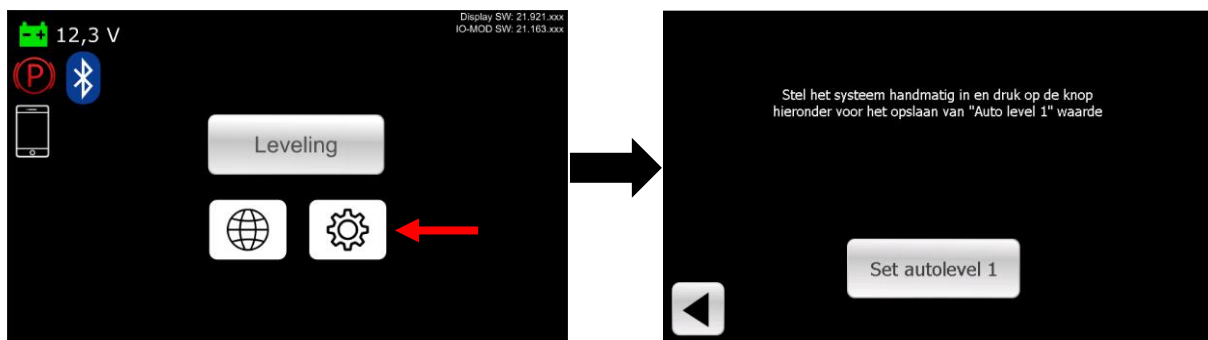 Display SW: 21.921.xxx
IO-MOD SW: 21.163.xxx
12,3 V
P
Leveling
Stel het systeem handmatig in en druk op de knop
hieronder voor het opslaan van "Auto level 1" waarde
Set autolevel 1